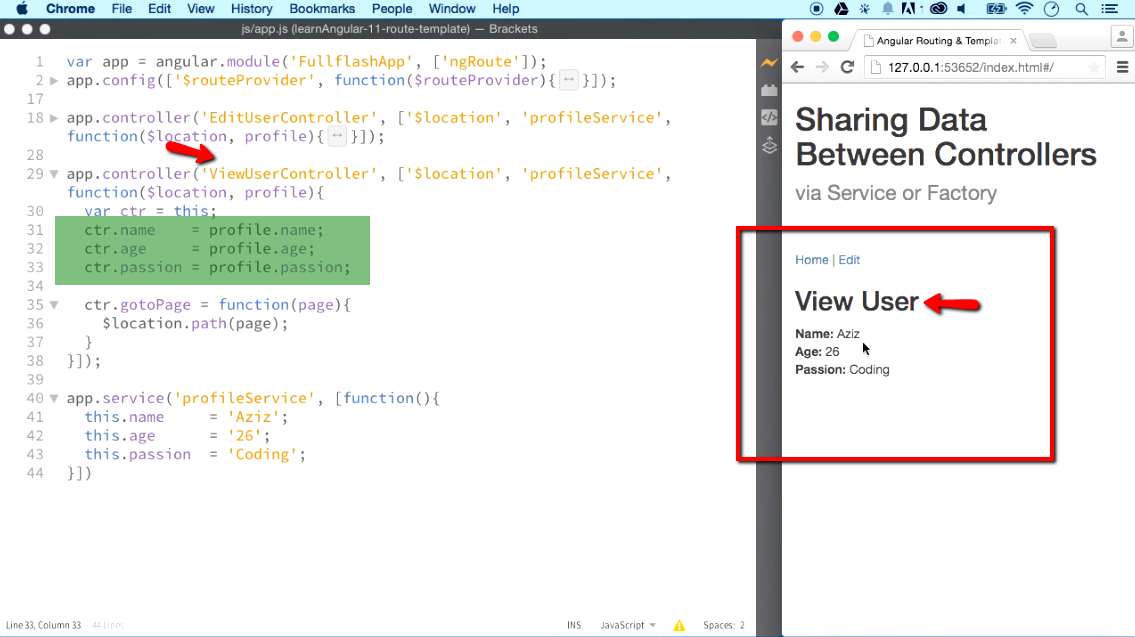 Chrome File Edit View History Bookmarks People Window Help
js/app.js (learnAngular-11-route-template) — Brackets
1 var app = angular.module('FullflashApp', ['ngRoute']);
2 app.config(['$routeProvider', function($routeProvider){↔}]);
17
18 app.controller('EditUserController', ['$location', 'profileService',
function($location, profile){↔}]);
28
29 app.controller('ViewUserController', ['$location', 'profileService',
function($location, profile){
30 var ctr = this;
31 ctr.name = profile.name;
32 ctr.age = profile.age;
33 ctr.passion = profile.passion;
34
35 ctr.gotoPage = function(page){
36 $location.path(page);
37 }
38 }]);
39
40 app.service('profileService', [function(){
41 this.name = 'Aziz';
42 this.age = '26';
43 this.passion = 'Coding';
44 }])
Line 33, Column 33 44 Lines INS JavaScript Spaces: 2
Angular Routing & Templat
127.0.0.1:53652/index.html#/
Sharing Data
Between Controllers
via Service or Factory
Home | Edit
View User
Name: Aziz
Age: 26
Passion: Coding